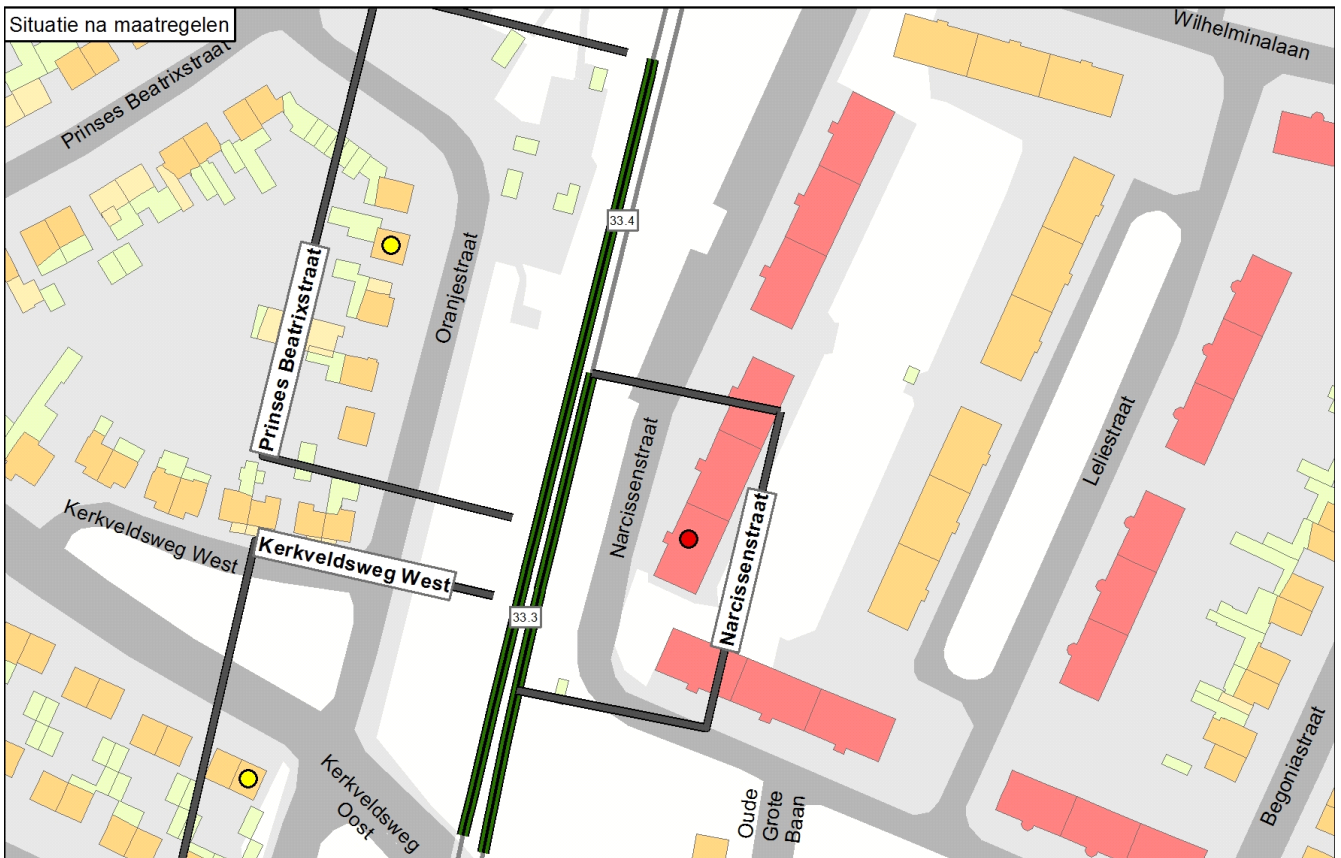 Situatie na maatregelen
Wilhelminalaan
Prinses Beatrixstraat
33.4
Oranjestraat
Prinses Beatrixstraat
Leliestraat
Narcissenstraat
Kerkveldsweg West
Kerkveldsweg West
Narcissenstraat
33.3
Begoniastraat
Kerkveldsweg
Oost
Oude
Grote
Baan